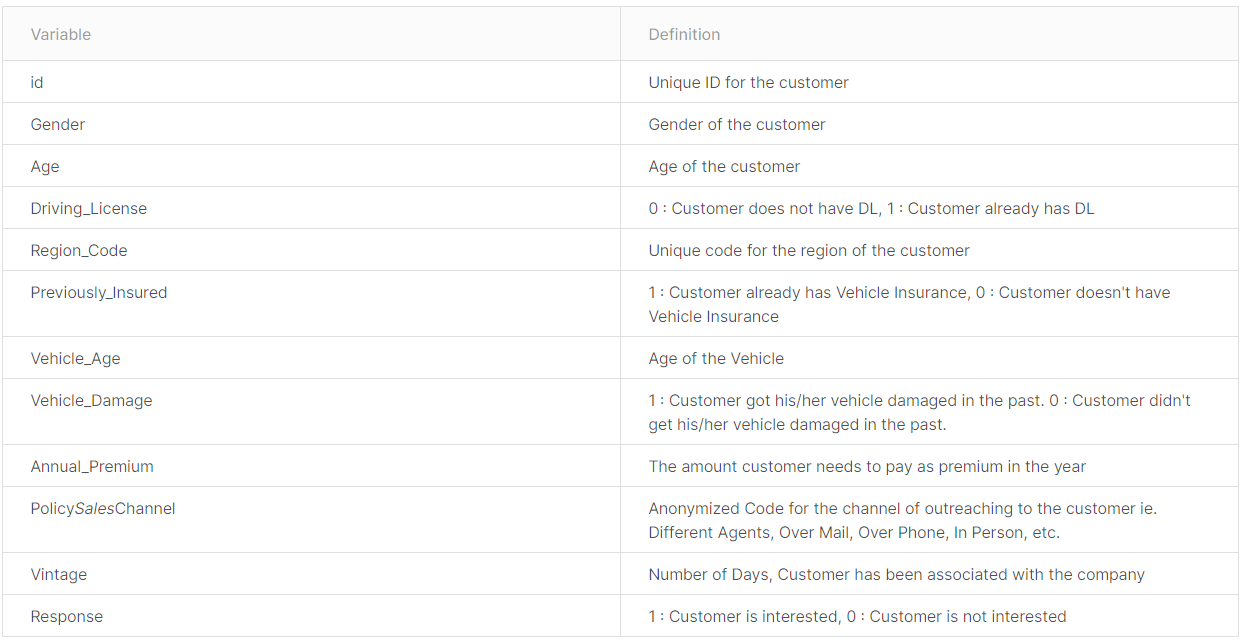 Variable Definition
id Unique ID for the customer
Gender Gender of the customer
Age Age of the customer
Driving_License 0 : Customer does not have DL, 1 : Customer already has DL
Region_Code Unique code for the region of the customer
Previously_Insured 1 : Customer already has Vehicle Insurance, 0 : Customer doesn't have
Vehicle Insurance
Vehicle_Age Age of the Vehicle
Vehicle_Damage 1 : Customer got his/her vehicle damaged in the past. 0 : Customer didn't
get his/her vehicle damaged in the past.
Annual_Premium The amount customer needs to pay as premium in the year
PolicySalesChannel Anonymized Code for the channel of outreaching to the customer ie.
Different Agents, Over Mail, Over Phone, In Person, etc.
Vintage Number of Days, Customer has been associated with the company
Response 1 : Customer is interested, 0 : Customer is not interested